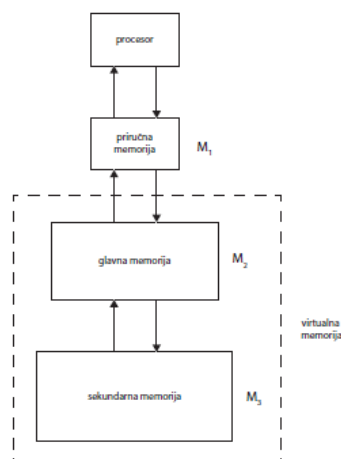 procesor
priručna
memorija
M₁
glavna memorija
M₂
virtualna
memorija
sekundarna memorija
M₃